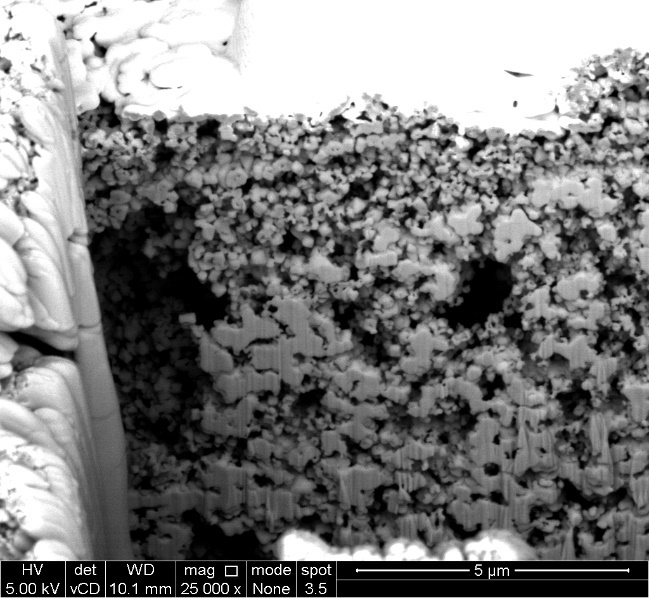 HV det WD mag □ mode spot 5 µm
5.00 kV vCD 10.1 mm 25 000 x None 3.5